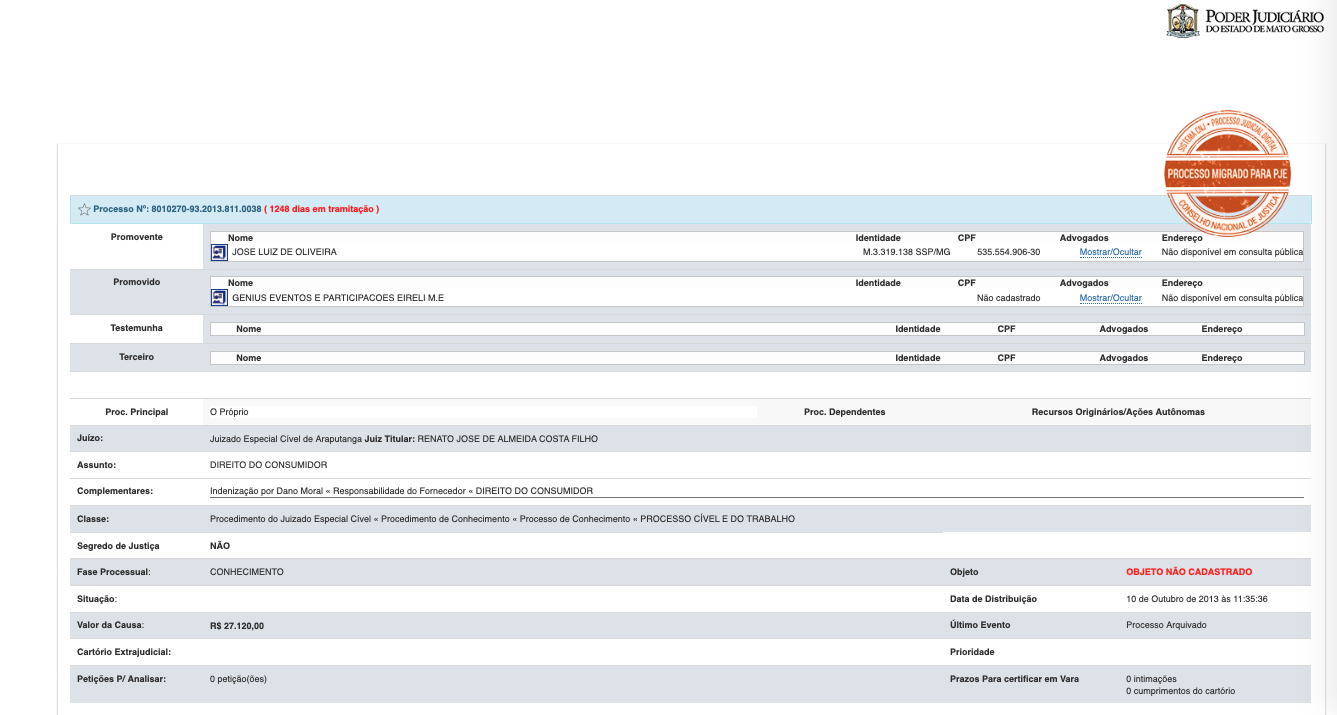 PODER JUDICIÁRIO
DO ESTADO DE MATO GROSSO
SISTEMA CNJ • PROCESSO JUDICIAL DIGITAL
PROCESSO MIGRADO PARA PJE
CONSELHO NACIONAL DE JUSTIÇA
Processo Nº: 8010270-93.2013.811.0038 ( 1248 dias em tramitação )
Promovente
Nome Identidade CPF Advogados Endereço
JOSE LUIZ DE OLIVEIRA M.3.319.138 SSP/MG 535.554.906-30 Mostrar/Ocultar Não disponível em consulta pública
Promovido
Nome Identidade CPF Advogados Endereço
GENIUS EVENTOS E PARTICIPACOES EIRELI M.E Não cadastrado Mostrar/Ocultar Não disponível em consulta pública
Testemunha Nome Identidade CPF Advogados Endereço
Terceiro Nome Identidade CPF Advogados Endereço
Proc. Principal O Próprio Proc. Dependentes Recursos Originários/Ações Autônomas
Juízo: Juizado Especial Cível de Araputanga Juiz Titular: RENATO JOSE DE ALMEIDA COSTA FILHO
Assunto: DIREITO DO CONSUMIDOR
Complementares: Indenização por Dano Moral « Responsabilidade do Fornecedor « DIREITO DO CONSUMIDOR
Classe: Procedimento do Juizado Especial Cível « Procedimento de Conhecimento « Processo de Conhecimento « PROCESSO CÍVEL E DO TRABALHO
Segredo de Justiça NÃO
Fase Processual: CONHECIMENTO Objeto OBJETO NÃO CADASTRADO
Situação: Data de Distribuição 10 de Outubro de 2013 às 11:35:36
Valor da Causa: R$ 27.120,00 Último Evento Processo Arquivado
Cartório Extrajudicial: Prioridade
Petições P/ Analisar: 0 petição(ões) Prazos Para certificar em Vara 0 intimações
0 cumprimentos do cartório